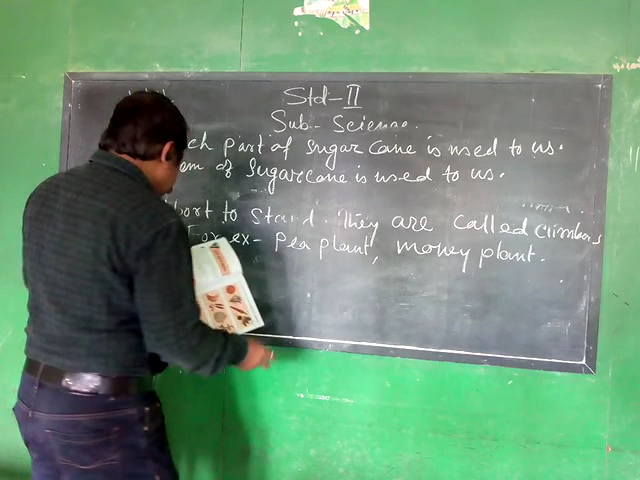 Std-II
Sub- Science.
ch part of sugar cane is used to us.
em of Sugarcane is used to us.
port to stand. They are called climbers
For ex- Pea plant, money plant.